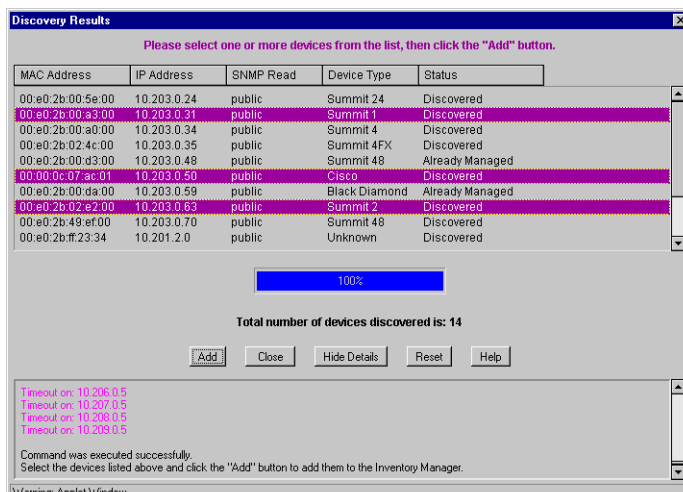 Discovery Results
Please select one or more devices from the list, then click the "Add" button.
MAC Address IP Address SNMP Read Device Type Status
00:e0:2b:00:5e:00 10.203.0.24 public Summit 24 Discovered
00:e0:2b:00:a3:00 10.203.0.31 public Summit 1 Discovered
00:e0:2b:00:a0:00 10.203.0.34 public Summit 4 Discovered
00:e0:2b:02:4c:00 10.203.0.35 public Summit 4FX Discovered
00:e0:2b:00:d3:00 10.203.0.48 public Summit 48 Already Managed
00:00:0c:07:ac:01 10.203.0.50 public Cisco Discovered
00:e0:2b:00:da:00 10.203.0.59 public Black Diamond Already Managed
00:e0:2b:02:e2:00 10.203.0.63 public Summit 2 Discovered
00:e0:2b:49:ef:00 10.203.0.70 public Summit 48 Discovered
00:e0:2b:ff:23:34 10.201.2.0 public Unknown Discovered
100%
Total number of devices discovered is: 14
Add Close Hide Details Reset Help
Timeout on: 10.206.0.5
Timeout on: 10.207.0.5
Timeout on: 10.208.0.5
Timeout on: 10.209.0.5
Command was executed successfully.
Select the devices listed above and click the "Add" button to add them to the Inventory Manager.
Warning: Applet Window